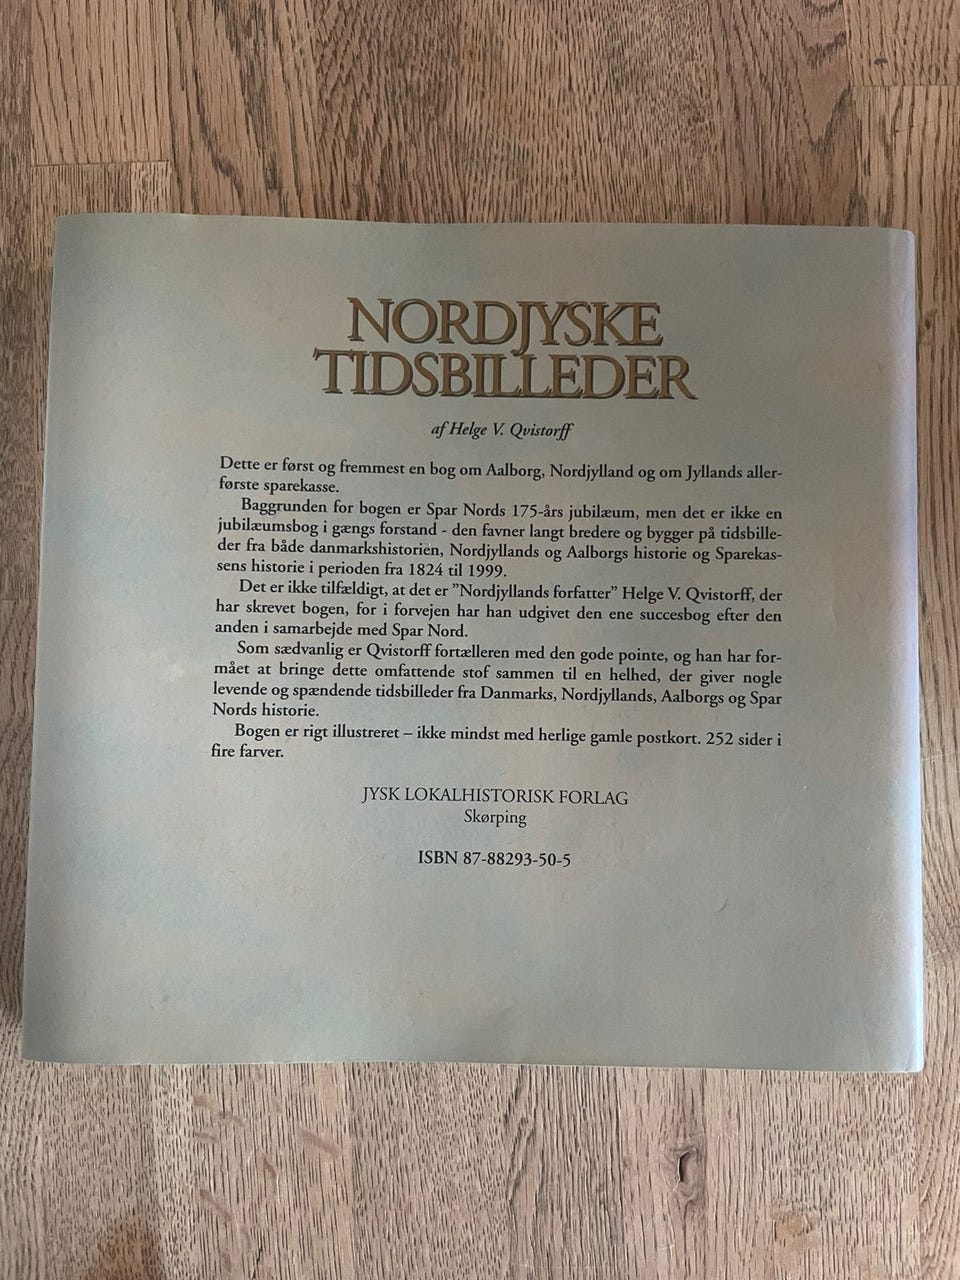 NORDJYSKE
TIDSBILLEDER
af Helge V. Qvistorff
Dette er først og fremmest en bog om Aalborg, Nordjylland og om Jyllands aller-
første sparekasse.
Baggrunden for bogen er Spar Nords 175-års jubilæum, men det er ikke en
jubilæumsbog i gængs forstand - den favner langt bredere og bygger på tidsbille-
der fra både danmarkshistorien, Nordjyllands og Aalborgs historie og Sparekas-
sens historie i perioden fra 1824 til 1999.
Det er ikke tilfældigt, at det er ”Nordjyllands forfatter” Helge V. Qvistorff, der
har skrevet bogen, for i forvejen har han udgivet den ene succesbog efter den
anden i samarbejde med Spar Nord.
Som sædvanlig er Qvistorff fortælleren med den gode pointe, og han har for-
mået at bringe dette omfattende stof sammen til en helhed, der giver nogle
levende og spændende tidsbilleder fra Danmarks, Nordjyllands, Aalborgs og Spar
Nords historie.
Bogen er rigt illustreret – ikke mindst med herlige gamle postkort. 252 sider i
fire farver.
JYSK LOKALHISTORISK FORLAG
Skørping
ISBN 87-88293-50-5